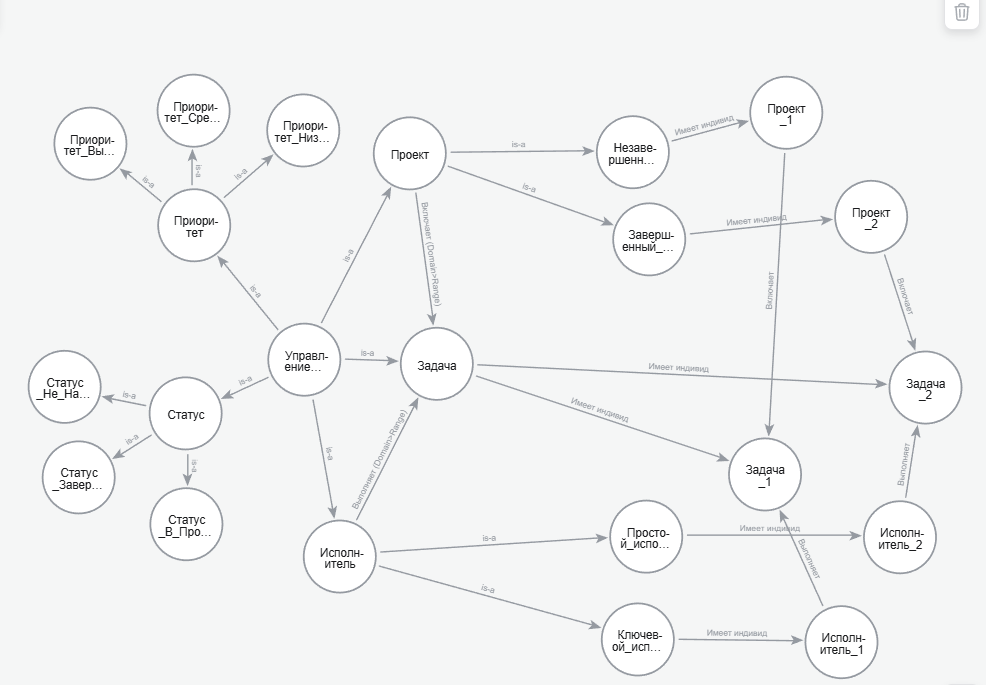 Проект
_1
Приори-
тет_Сре...
Приори-
тет_Низ...
Приори-
тет_Вы...
Имеет индивид
is-a
Незаве-
ршенн...
Проект
is-a
is-a
is-a
is-a
Приори-
тет
Включает (Domain>Range)
Имеет индивид
Проект
_2
Заверш-
енный_...
is-a
is-a
Включает
Включает
Управл-
ение...
is-a
Задача
Имеет индивид
Задача
_2
Статус
_Не_На...
is-a
is-a
Статус
Имеет индивид
is-a
Статус
_Завер...
is-a
is-a
Выполняет (Domain>Range)
Задача
_1
Выполняет
Статус
_В_Про...
Исполн-
итель
is-a
Просто-
й_испо...
Имеет индивид
Исполн-
итель_2
Выполняет
is-a
Ключев-
ой_исп...
Имеет индивид
Исполн-
итель_1